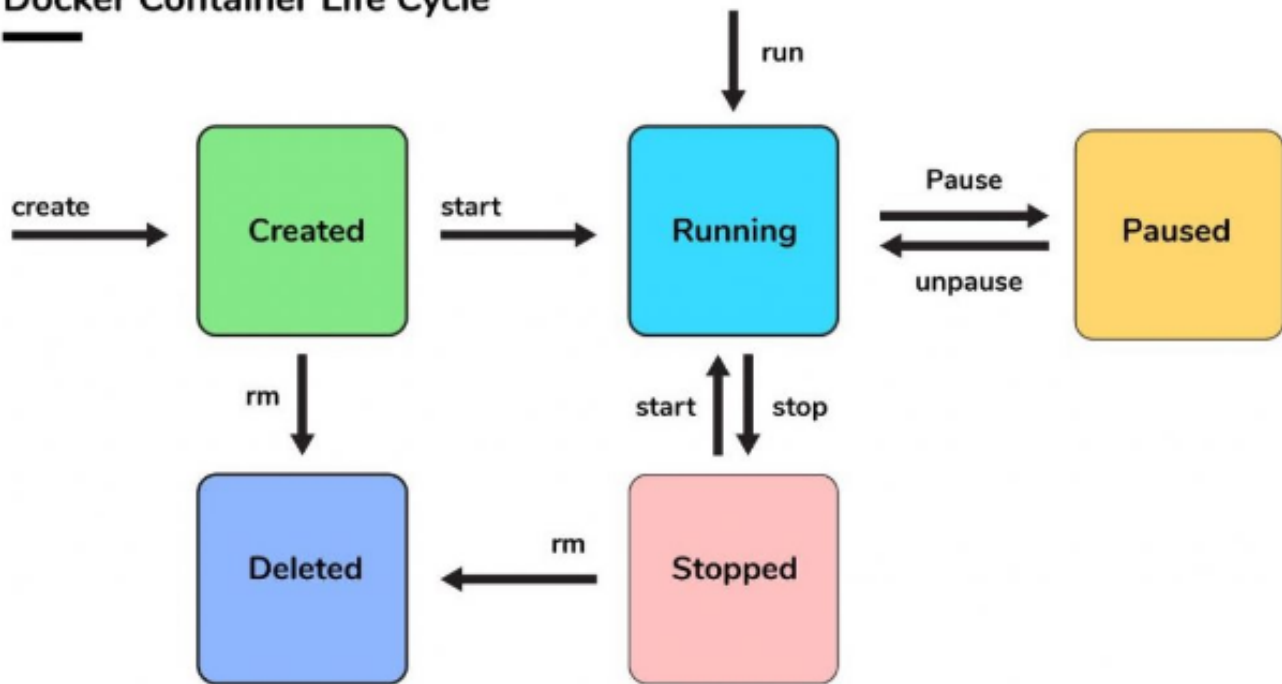 Docker Container Life Cycle
run
create
Created
start
Running
Pause
unpause
Paused
rm
start
stop
Deleted
rm
Stopped